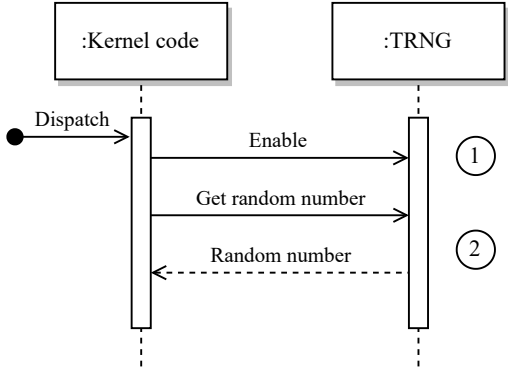 :Kernel code
:TRNG
Dispatch
Enable
1
Get random number
Random number
2